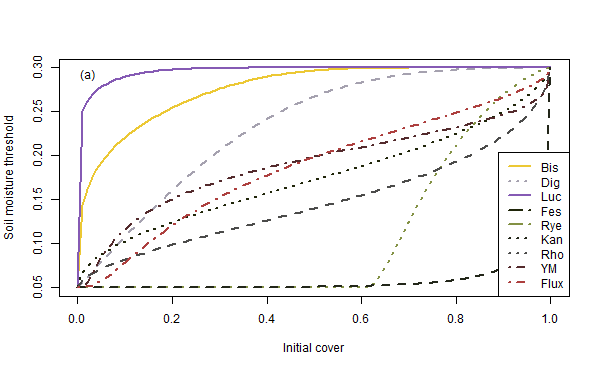 (a)
0.30
0.25
0.20
0.15
0.10
0.05
Soil moisture threshold
Bis
Dig
Luc
Fes
Rye
Kan
Rho
YM
Flux
0.0 0.2 0.4 0.6 0.8 1.0
Initial cover